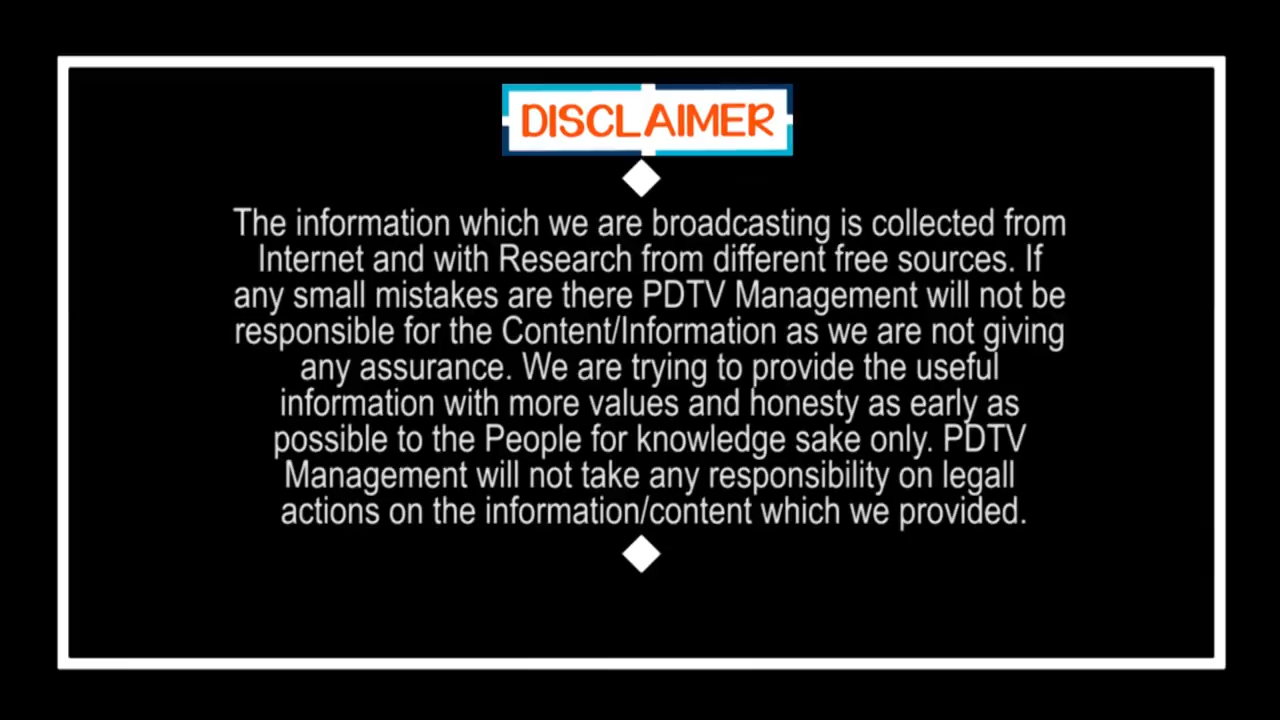 DISCLAIMER
The information which we are broadcasting is collected from
Internet and with Research from different free sources. If
any small mistakes are there PDTV Management will not be
responsible for the Content/Information as we are not giving
any assurance. We are trying to provide the useful
information with more values and honesty as early as
possible to the People for knowledge sake only. PDTV
Management will not take any responsibility on legall
actions on the information/content which we provided.